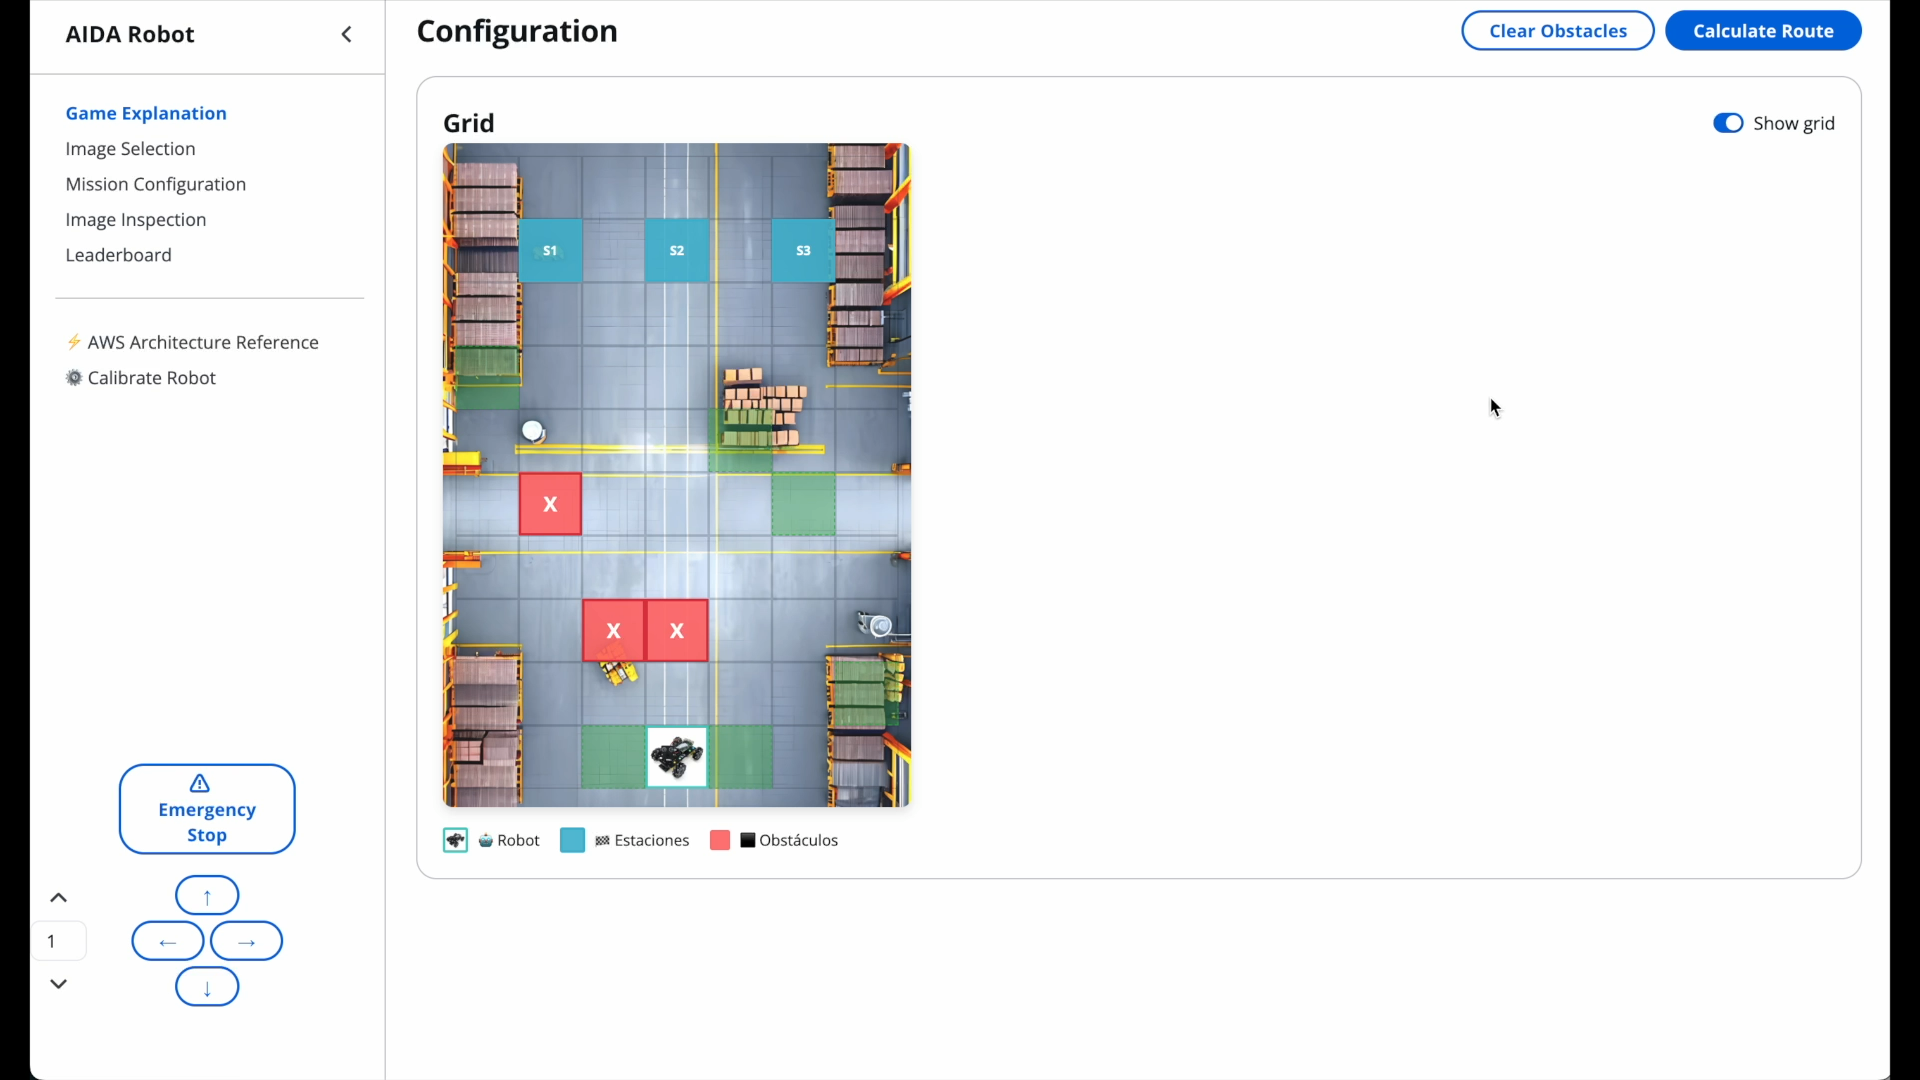 AIDA Robot
Configuration
Clear Obstacles
Calculate Route
Game Explanation
Image Selection
Mission Configuration
Image Inspection
Leaderboard
AWS Architecture Reference
Calibrate Robot
Grid
Show grid
S1
S2
S3
X
X
X
Robot
Estaciones
Obstáculos
Emergency
Stop
↑
1
←
→
↓